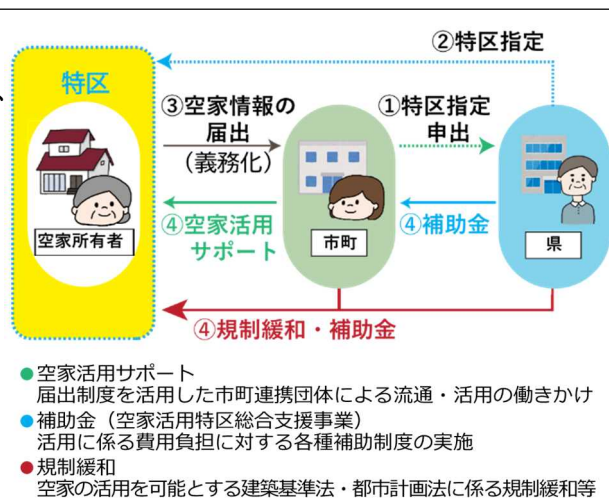 ②特区指定
特区
③空家情報の
届出
(義務化)
①特区指定
申出
空家所有者
④空家活用
サポート
市町
④補助金
県
④規制緩和・補助金
●空家活用サポート
届出制度を活用した市町連携団体による流通・活用の働きかけ
●補助金（空家活用特区総合支援事業）
活用に係る費用負担に対する各種補助制度の実施
●規制緩和
空家の活用を可能とする建築基準法・都市計画法に係る規制緩和等